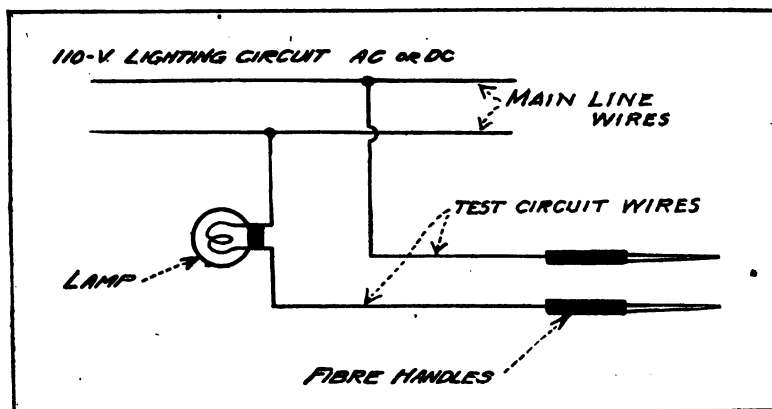 110-V. LIGHTING CIRCUIT AC OR DC
MAIN LINE
WIRES
TEST CIRCUIT WIRES
LAMP
FIBRE HANDLES